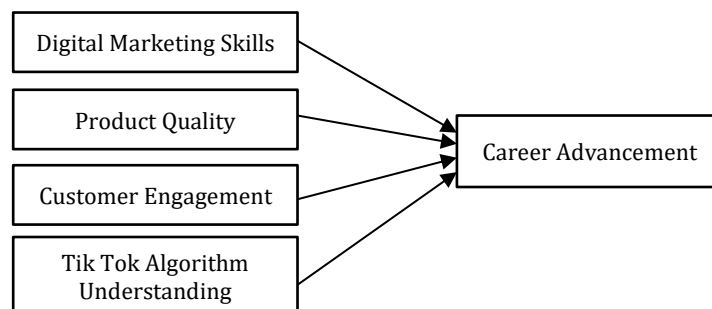 Digital Marketing Skills
Product Quality
Career Advancement
Customer Engagement
Tik Tok Algorithm
Understanding